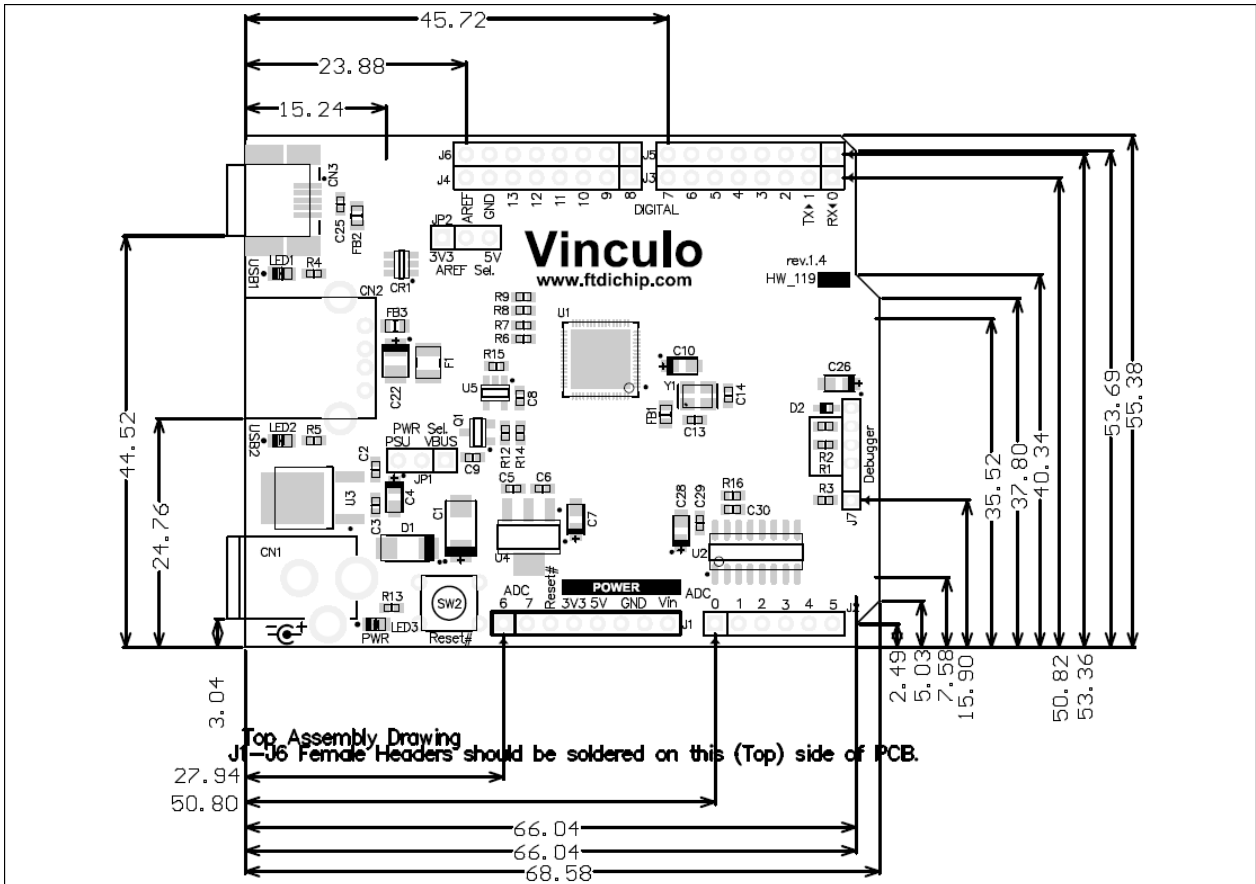 45.72
23.88
15.24
J6
J5
J4
J3
AREF
GND
13
12
11
10
9
8
7
6
5
4
3
2
TX▶1
RX◀0
DIGITAL
CN3
C25
FB2
JP2
3V3
5V
AREF Sel.
Vinculo
www.ftdichip.com
rev.1.4
HW_119
USB1
LED1
R4
CR1
CN2
R9
R8
R7
R6
U1
FB3
F1
C22
R15
U5
C8
C10
Y1
C14
FB1
C13
C26
D2
R2
R1
R3
Debugger
J7
USB2
LED2
R5
Q1
PWR Sel.
PSU
VBUS
JP1
C9
R12
R14
C2
C3
C4
U3
C5
C6
C1
D1
C7
U4
C28
C29
R16
C30
U2
CN1
R13
LED3
PWR
SW2
Reset#
POWER
ADC
6
7
Reset#
3V3
5V
GND
Vin
J1
ADC
0
1
2
3
4
5
J2
44.52
24.76
3.04
2.49
5.03
7.58
15.90
35.52
37.80
40.34
50.82
53.36
53.69
55.38
Top Assembly Drawing
J1-J6 Female Headers should be soldered on this (Top) side of PCB.
27.94
50.80
66.04
66.04
68.58